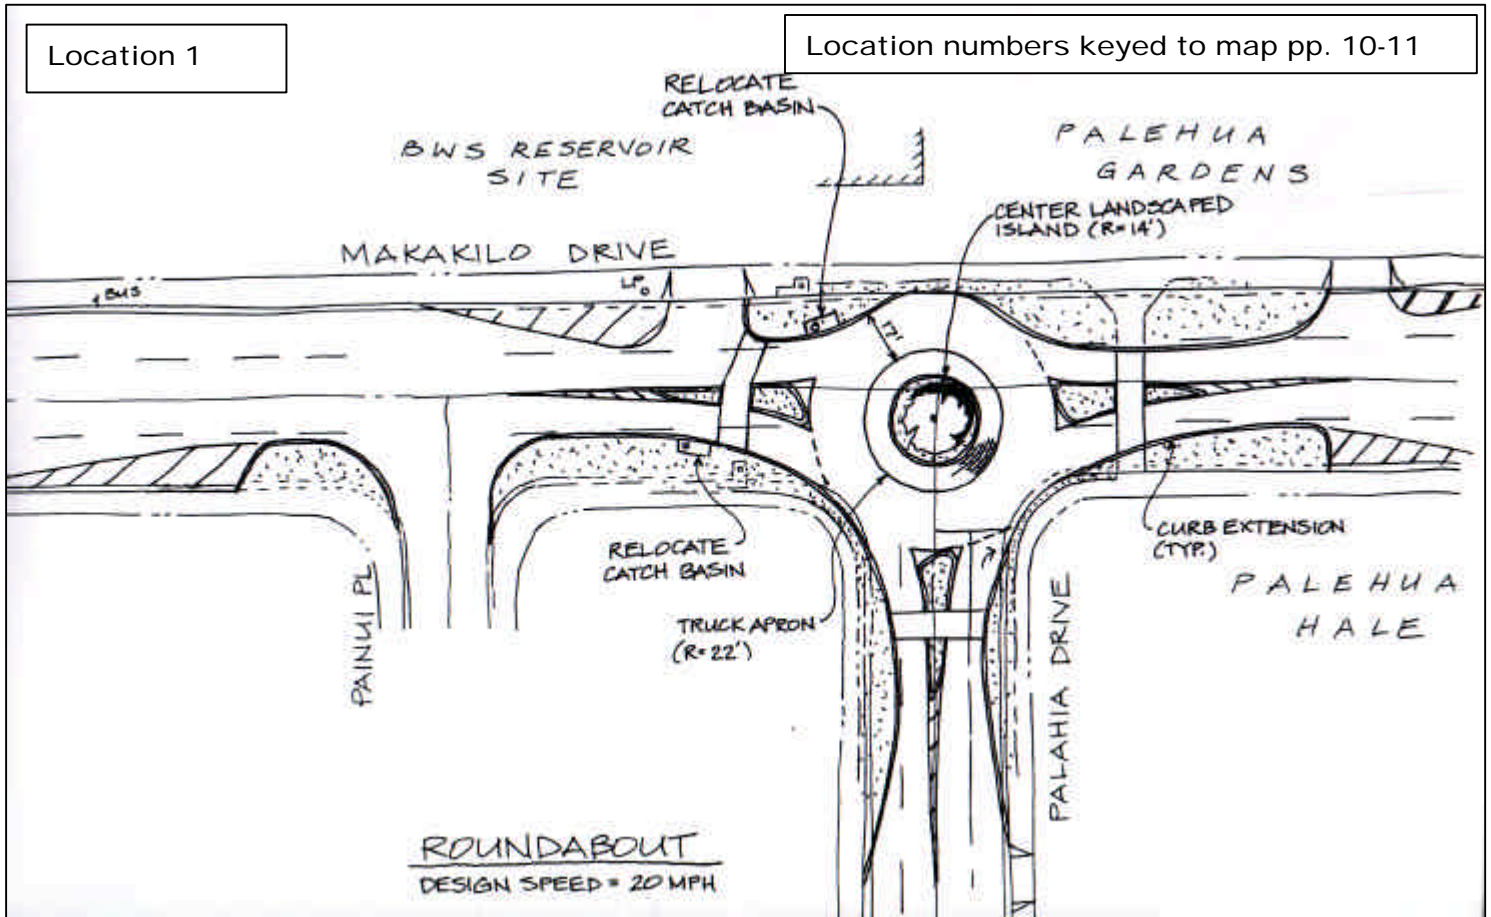 Location 1
Location numbers keyed to map pp. 10-11
RELOCATE
CATCH BASIN
BWS RESERVOIR
SITE
PALEHUA
GARDENS
CENTER LANDSCAPED
ISLAND (R=14')
MAKAKILO DRIVE
BUS
LP
17'
RELOCATE
CATCH BASIN
CURB EXTENSION
(TYP.)
PALEHUA
HALE
TRUCK APRON
(R=22')
PAINUI PL
PALAHIA DRIVE
ROUNDABOUT
DESIGN SPEED = 20 MPH